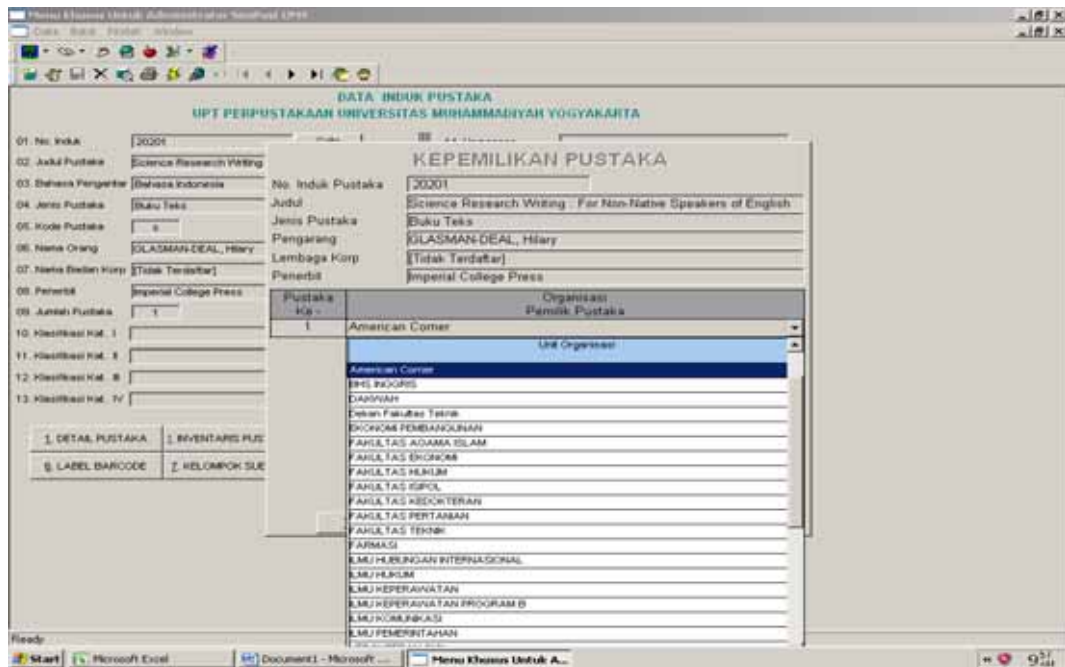 Menu Khusus Untuk Administrator
Data
Window
DATA INDUK PUSTAKA
UPT PERPUSTAKAAN UNIVERSITAS MUHAMMADIYAH YOGYAKARTA
01. No. Induk 20201
02. Judul Pustaka Science Research Writing
03. Bahasa Pengantar Bahasa Indonesia
04. Jenis Pustaka Buku Teks
05. Kode Pustaka
06. Nama Orang GLASMAN-DEAL, Hilary
07. Nama Badan Korp [Tidak Terdaftar]
08. Penerbit Imperial College Press
09. Jumlah Pustaka 1
10. Klasifikasi Kat. I
11. Klasifikasi Kat. II
12. Klasifikasi Kat. III
13. Klasifikasi Kat. IV
1. DETAIL PUSTAKA
INVENTARIS PUS
6. LABEL BARCODE
7. KELOMPOK SUB
KEPEMILIKAN PUSTAKA
No. Induk Pustaka 20201
Judul Science Research Writing : For Non-Native Speakers of English
Jenis Pustaka Buku Teks
Pengarang GLASMAN-DEAL, Hilary
Lembaga Korp [Tidak Terdaftar]
Penerbit Imperial College Press
Pustaka Ke - Organisasi Pemilik Pustaka
1 American Corner
Unit Organisasi
American Corner
BHS INGGRIS
DAKWAH
Dekan Fakultas Teknik
EKONOMI PEMBANGUNAN
FAKULTAS AGAMA ISLAM
FAKULTAS EKONOMI
FAKULTAS HUKUM
FAKULTAS ISIPOL
FAKULTAS KEDOKTERAN
FAKULTAS PERTANIAN
FAKULTAS TEKNIK
FARMASI
ILMU HUBUNGAN INTERNASIONAL
ILMU HUKUM
ILMU KEPERAWATAN
ILMU KEPERAWATAN PROGRAM B
ILMU KOMUNIKASI
ILMU PEMERINTAHAN
Ready
Start
Microsoft Excel
Document1 - Microsoft ...
Menu Khusus Untuk A...